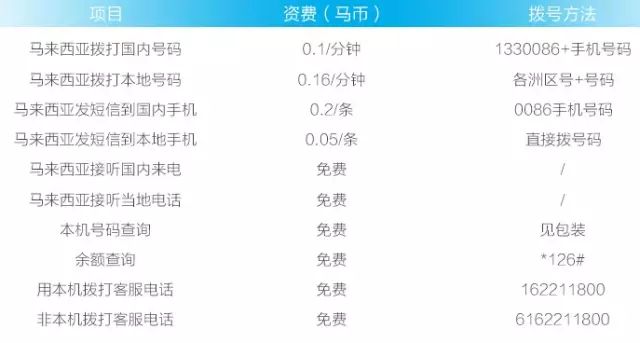 项目 资费（马币） 拨号方法
马来西亚拨打国内号码 0.1/分钟 1330086+手机号码
马来西亚拨打本地号码 0.16/分钟 各洲区号+号码
马来西亚发短信到国内手机 0.2/条 0086手机号码
马来西亚发短信到本地手机 0.05/条 直接拨号码
马来西亚接听国内来电 免费 /
马来西亚接听当地电话 免费 /
本机号码查询 免费 见包装
余额查询 免费 *126#
用本机拨打客服电话 免费 162211800
非本机拨打客服电话 免费 6162211800